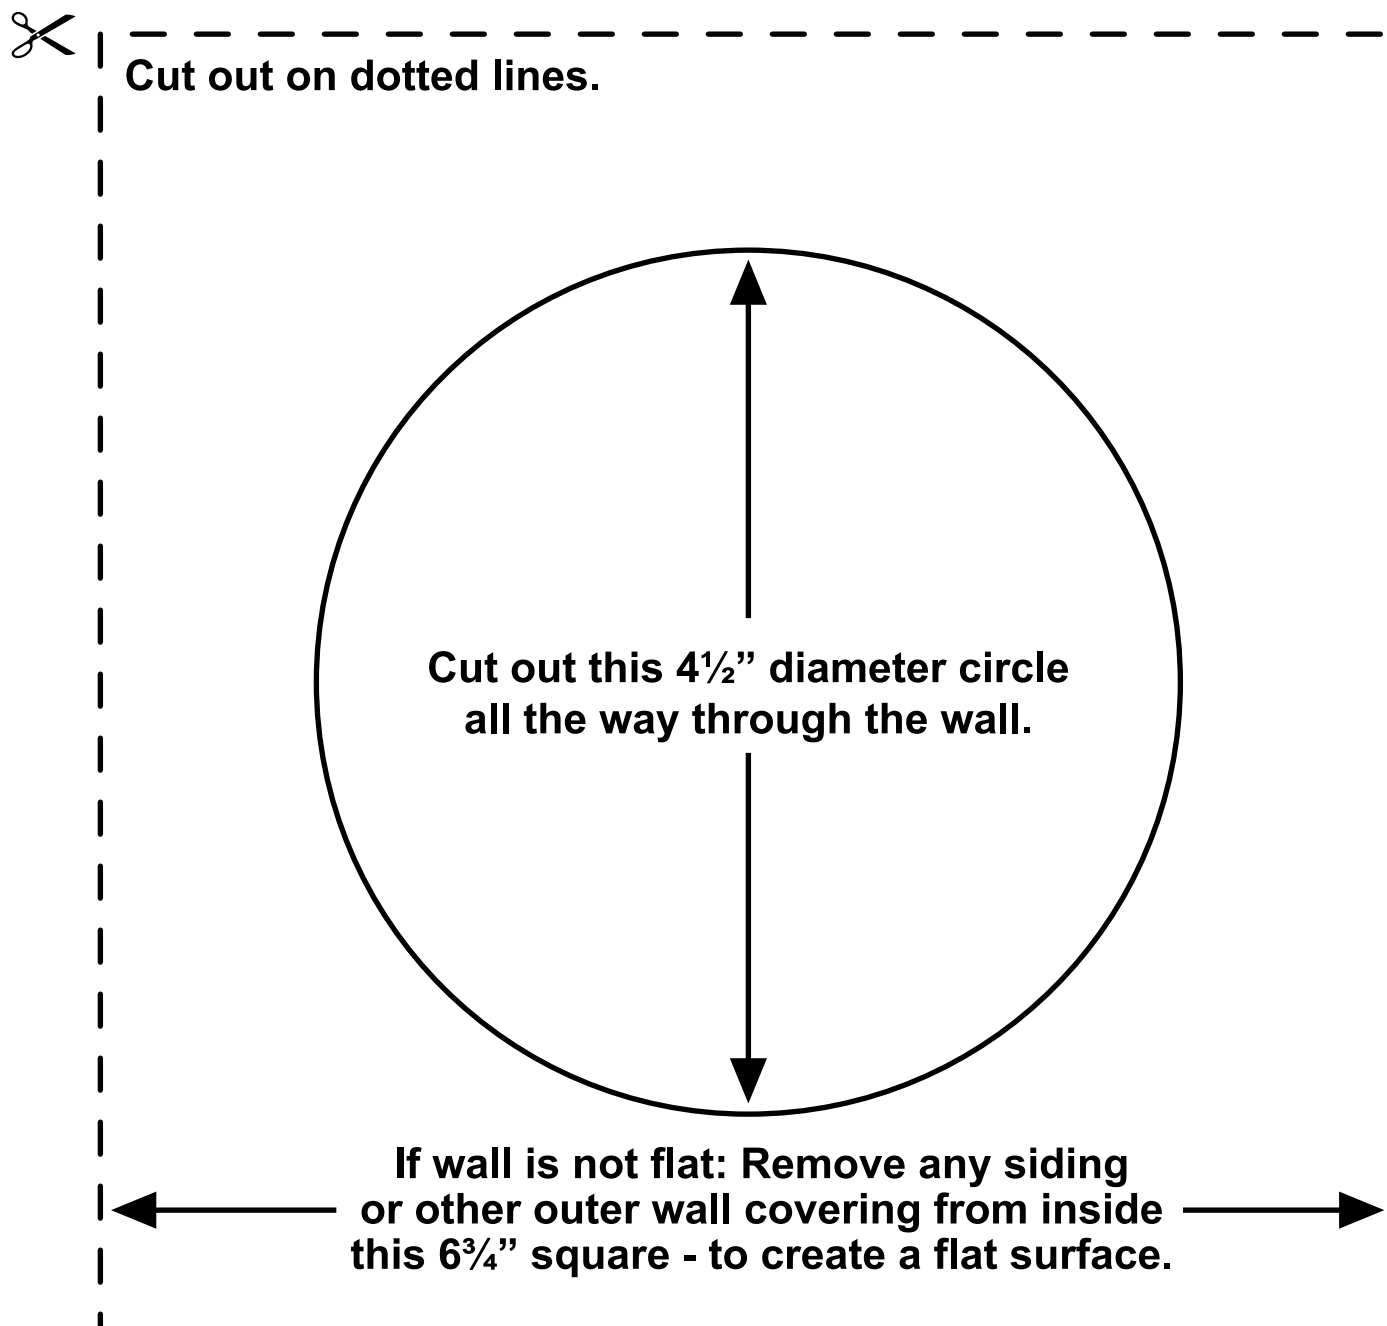 Cut out on dotted lines.
Cut out this 4½” diameter circle
all the way through the wall.
If wall is not flat: Remove any siding
or other outer wall covering from inside
this 6¾” square - to create a flat surface.